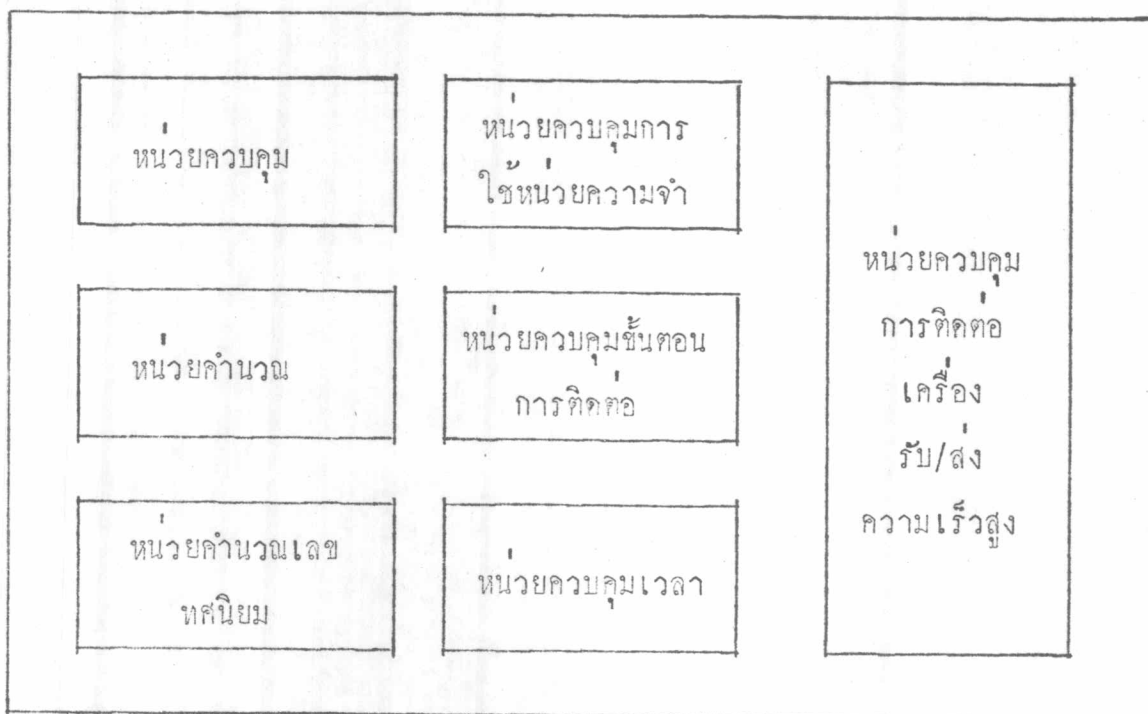 หน่วยควบคุม
หน่วยควบคุมการ
ใช้หน่วยความจำ
หน่วยคำนวณ
หน่วยควบคุมขั้นตอน
การติดต่อ
หน่วยคำนวณเลข
ทศนิยม
หน่วยควบคุมเวลา
หน่วยควบคุม
การติดต่อ
เครื่อง
รับ/ส่ง
ความเร็วสูง